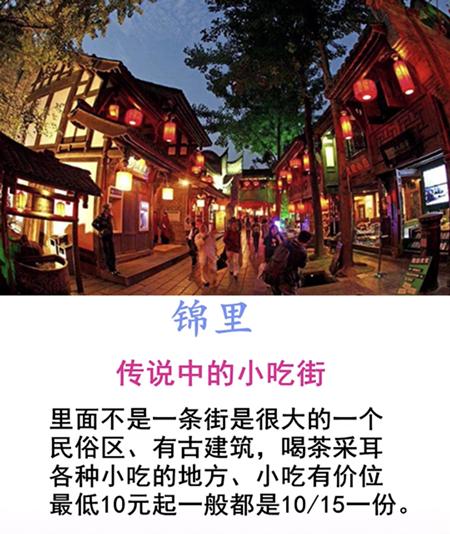 锦里
传说中的小吃街
里面不是一条街是很大的一个
民俗区、有古建筑，喝茶采耳
各种小吃的地方、小吃有价位
最低10元起一般都是10/15一份。